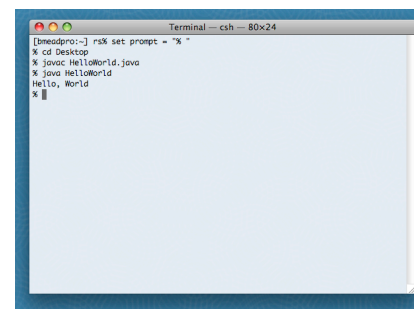 Terminal — csh — 80×24
[bmeadpro:~] rs% set prompt = "% "
% cd Desktop
% javac HelloWorld.java
% java HelloWorld
Hello, World
%